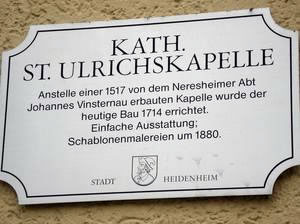 KATH.
ST. ULRICHSKAPELLE
Anstelle einer 1517 von dem Neresheimer Abt
Johannes Vinsternau erbauten Kapelle wurde der
heutige Bau 1714 errichtet.
Einfache Ausstattung;
Schablonenmalereien um 1880.
STADT HEIDENHEIM